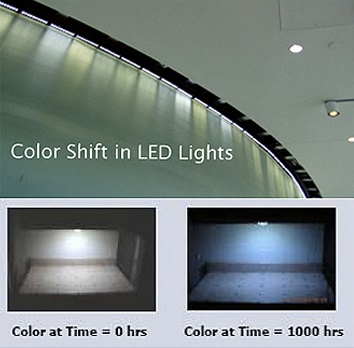 Color Shift in LED Lights
Color at Time = 0 hrs
Color at Time = 1000 hrs